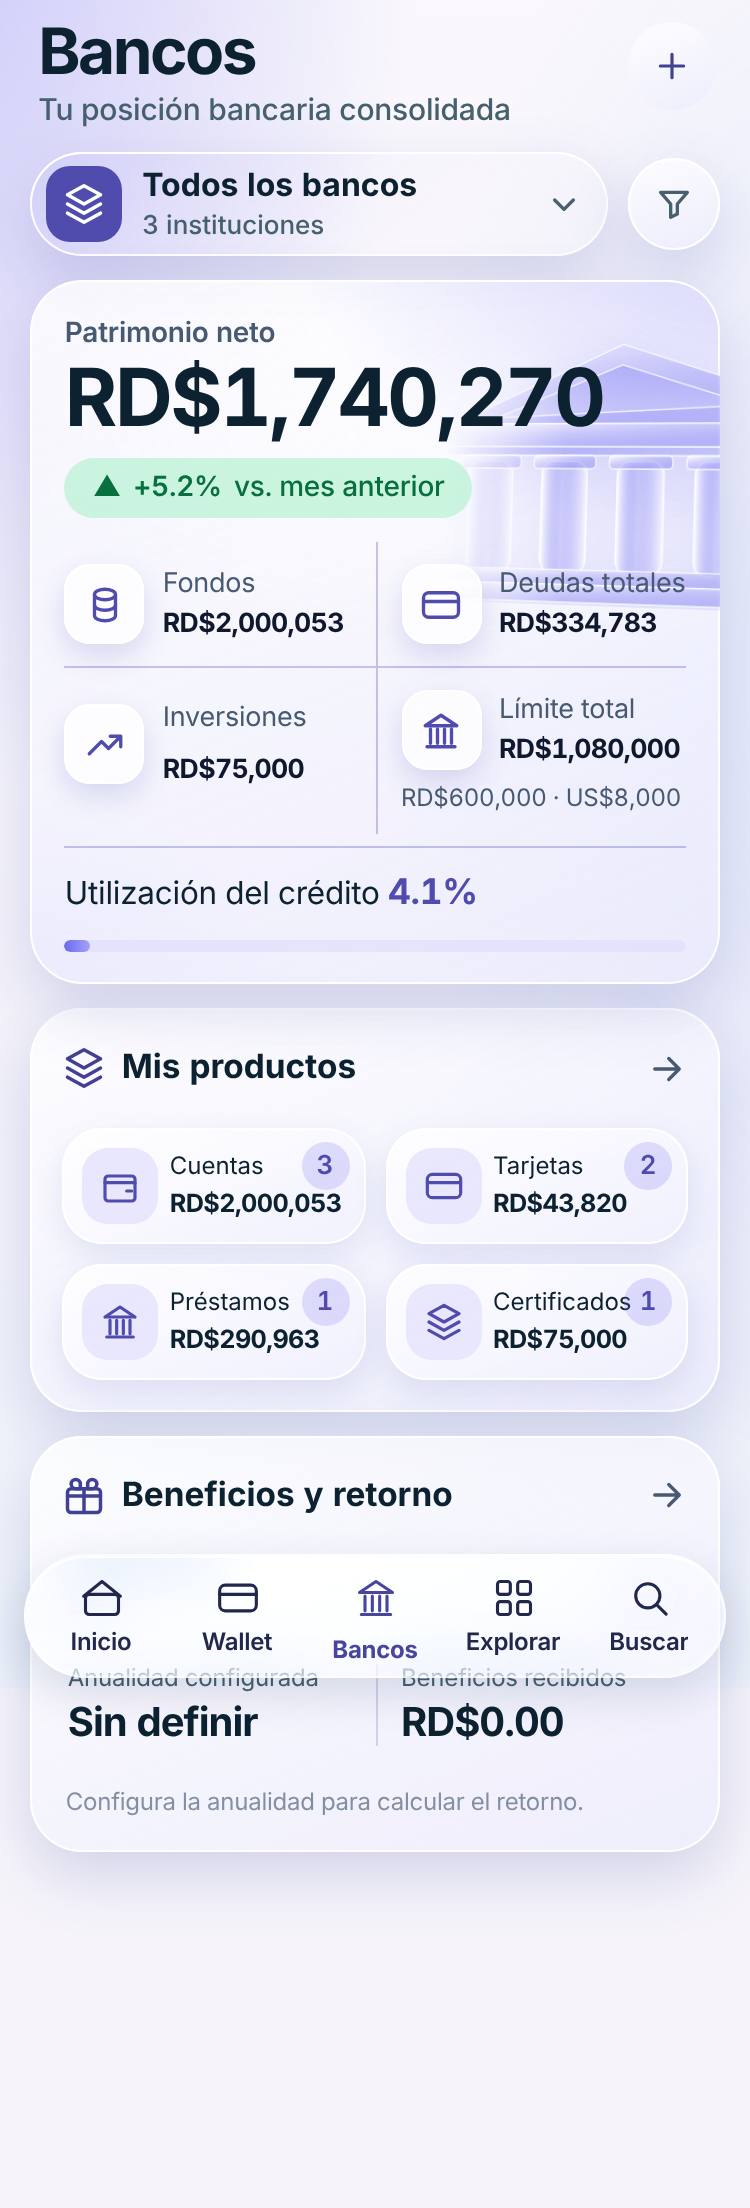 Bancos
Tu posición bancaria consolidada
Todos los bancos
3 instituciones
Patrimonio neto
RD$1,740,270
▲ +5.2% vs. mes anterior
Fondos
RD$2,000,053
Deudas totales
RD$334,783
Inversiones
RD$75,000
Límite total
RD$1,080,000
RD$600,000 · US$8,000
Utilización del crédito 4.1%
Mis productos
Cuentas 3
RD$2,000,053
Tarjetas 2
RD$43,820
Préstamos 1
RD$290,963
Certificados 1
RD$75,000
Beneficios y retorno
Inicio
Wallet
Bancos
Explorar
Buscar
Anualidad configurada
Sin definir
Beneficios recibidos
RD$0.00
Configura la anualidad para calcular el retorno.